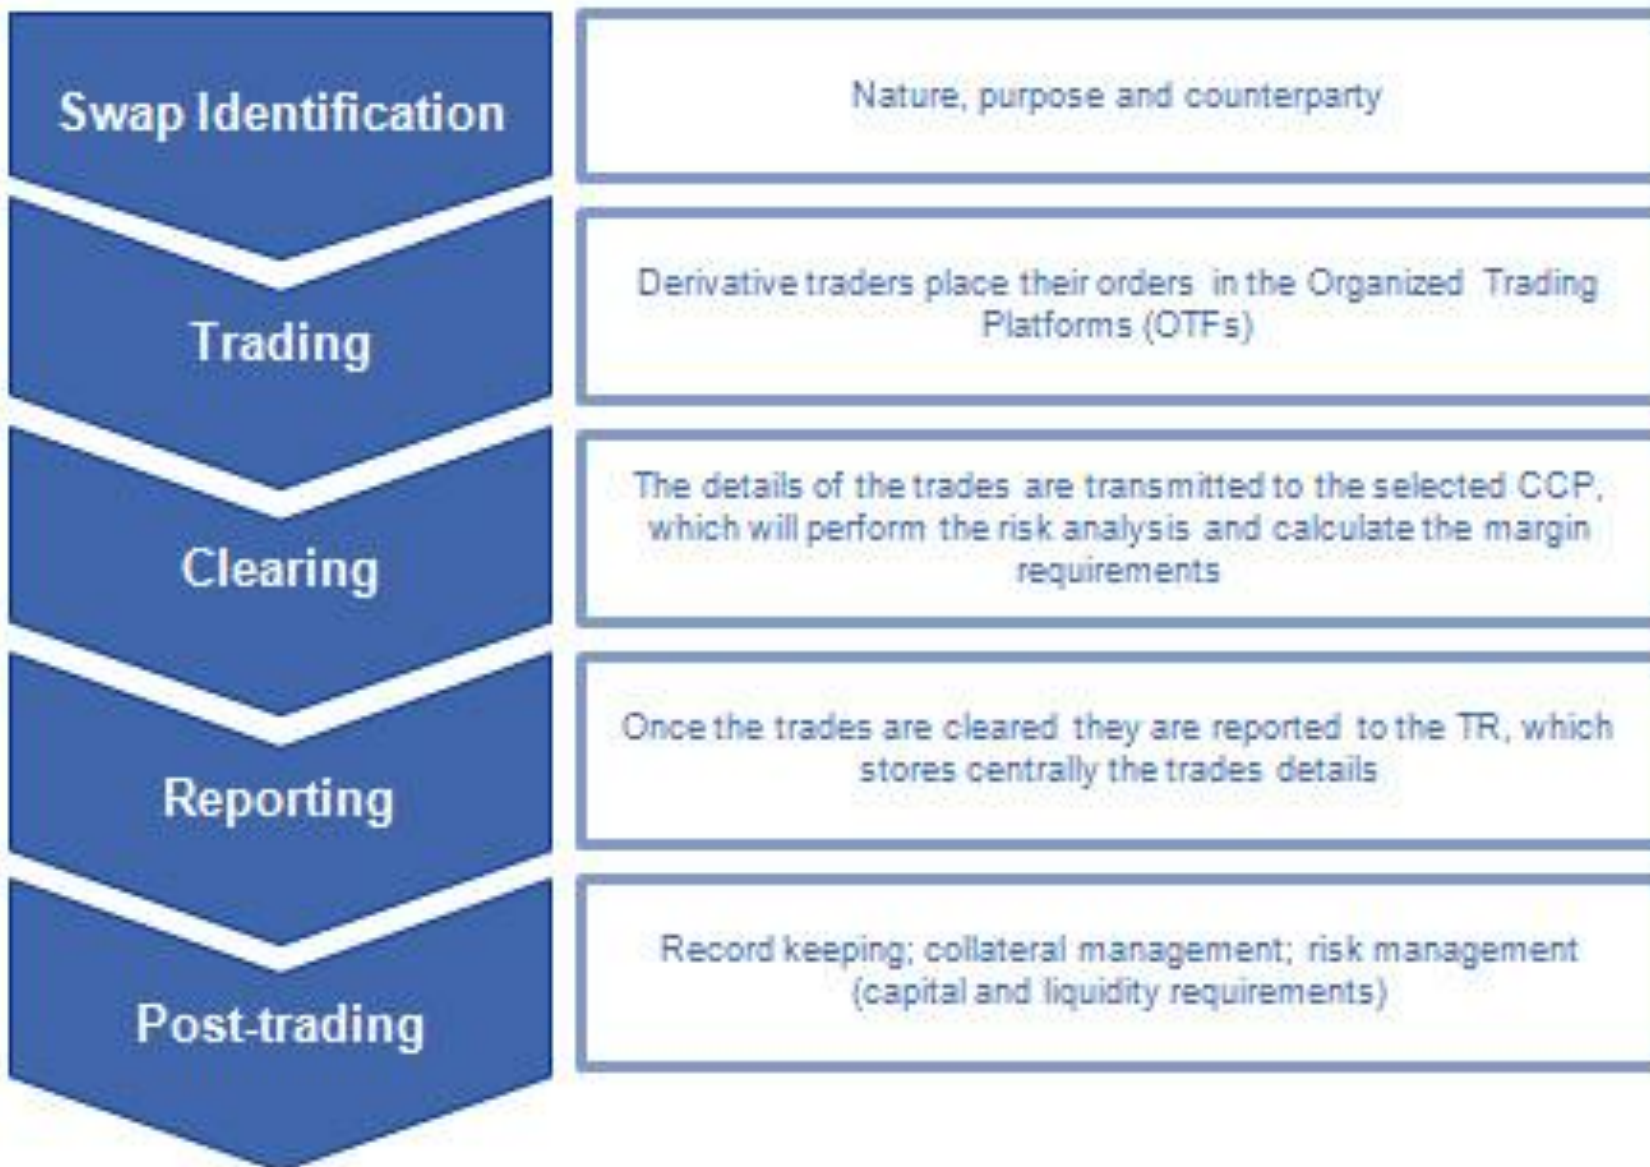 Swap Identification
Nature, purpose and counterparty
Trading
Derivative traders place their orders in the Organized Trading
Platforms (OTFs)
Clearing
The details of the trades are transmitted to the selected CCP,
which will perform the risk analysis and calculate the margin
requirements
Reporting
Once the trades are cleared they are reported to the TR, which
stores centrally the trades details
Post-trading
Record keeping; collateral management; risk management
(capital and liquidity requirements)